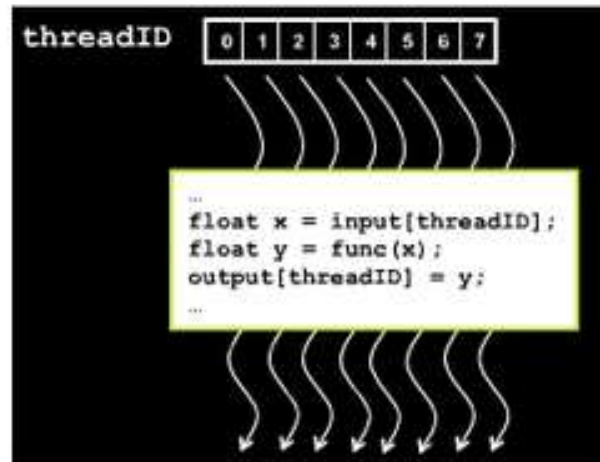 threadID 0 1 2 3 4 5 6 7
...
float x = input[threadID];
float y = func(x);
output[threadID] = y;
...